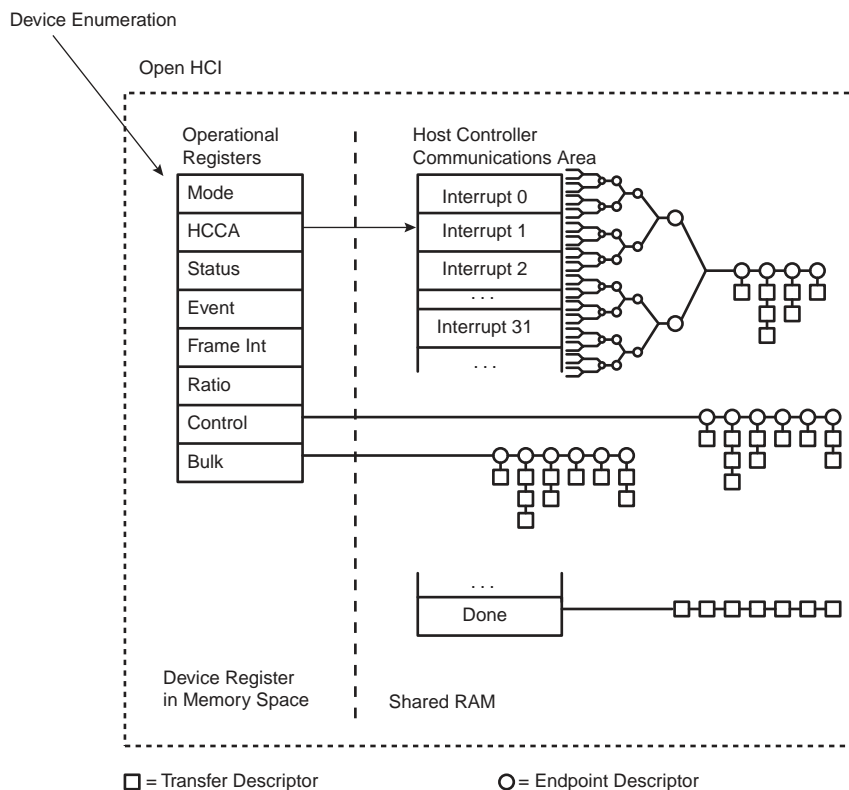 Device Enumeration
Open HCI
Operational
Registers
Mode
HCCA
Status
Event
Frame Int
Ratio
Control
Bulk
Host Controller
Communications Area
Interrupt 0
Interrupt 1
Interrupt 2
. . .
Interrupt 31
. . .
. . .
Done
Device Register
in Memory Space
Shared RAM
= Transfer Descriptor
= Endpoint Descriptor